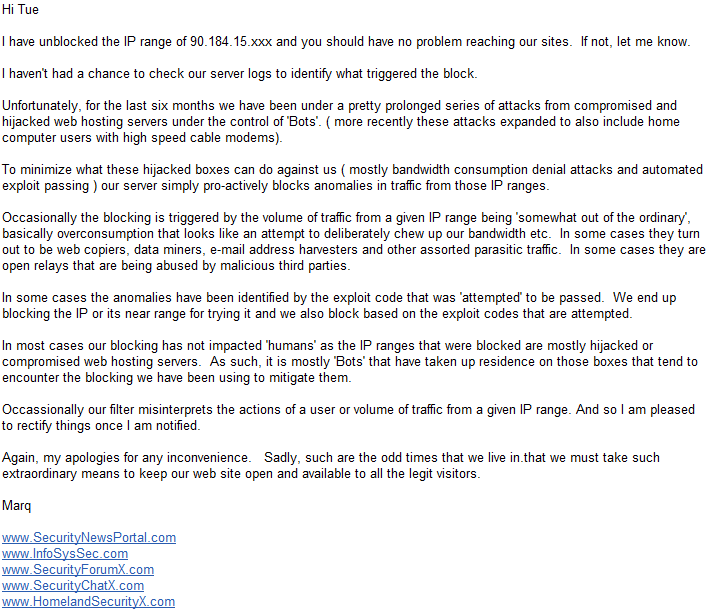 Hi Tue
I have unblocked the IP range of 90.184.15.xxx and you should have no problem reaching our sites.  If not, let me know.
I haven't had a chance to check our server logs to identify what triggered the block.
Unfortunately, for the last six months we have been under a pretty prolonged series of attacks from compromised and
hijacked web hosting servers under the control of 'Bots'. ( more recently these attacks expanded to also include home
computer users with high speed cable modems).
To minimize what these hijacked boxes can do against us ( mostly bandwidth consumption denial attacks and automated
exploit passing ) our server simply pro-actively blocks anomalies in traffic from those IP ranges.
Occasionally the blocking is triggered by the volume of traffic from a given IP range being 'somewhat out of the ordinary',
basically overconsumption that looks like an attempt to deliberately chew up our bandwidth etc.  In some cases they turn
out to be web copiers, data miners, e-mail address harvesters and other assorted parasitic traffic.  In some cases they are
open relays that are being abused by malicious third parties.
In some cases the anomalies have been identified by the exploit code that was 'attempted' to be passed.  We end up
blocking the IP or its near range for trying it and we also block based on the exploit codes that are attempted.
In most cases our blocking has not impacted 'humans' as the IP ranges that were blocked are mostly hijacked or
compromised web hosting servers.  As such, it is mostly 'Bots' that have taken up residence on those boxes that tend to
encounter the blocking we have been using to mitigate them.
Occassionally our filter misinterprets the actions of a user or volume of traffic from a given IP range. And so I am pleased
to rectify things once I am notified.
Again, my apologies for any inconvenience.   Sadly, such are the odd times that we live in.that we must take such
extraordinary means to keep our web site open and available to all the legit visitors.
Marq
www.SecurityNewsPortal.com
www.InfoSysSec.com
www.SecurityForumX.com
www.SecurityChatX.com
www.HomelandSecurityX.com